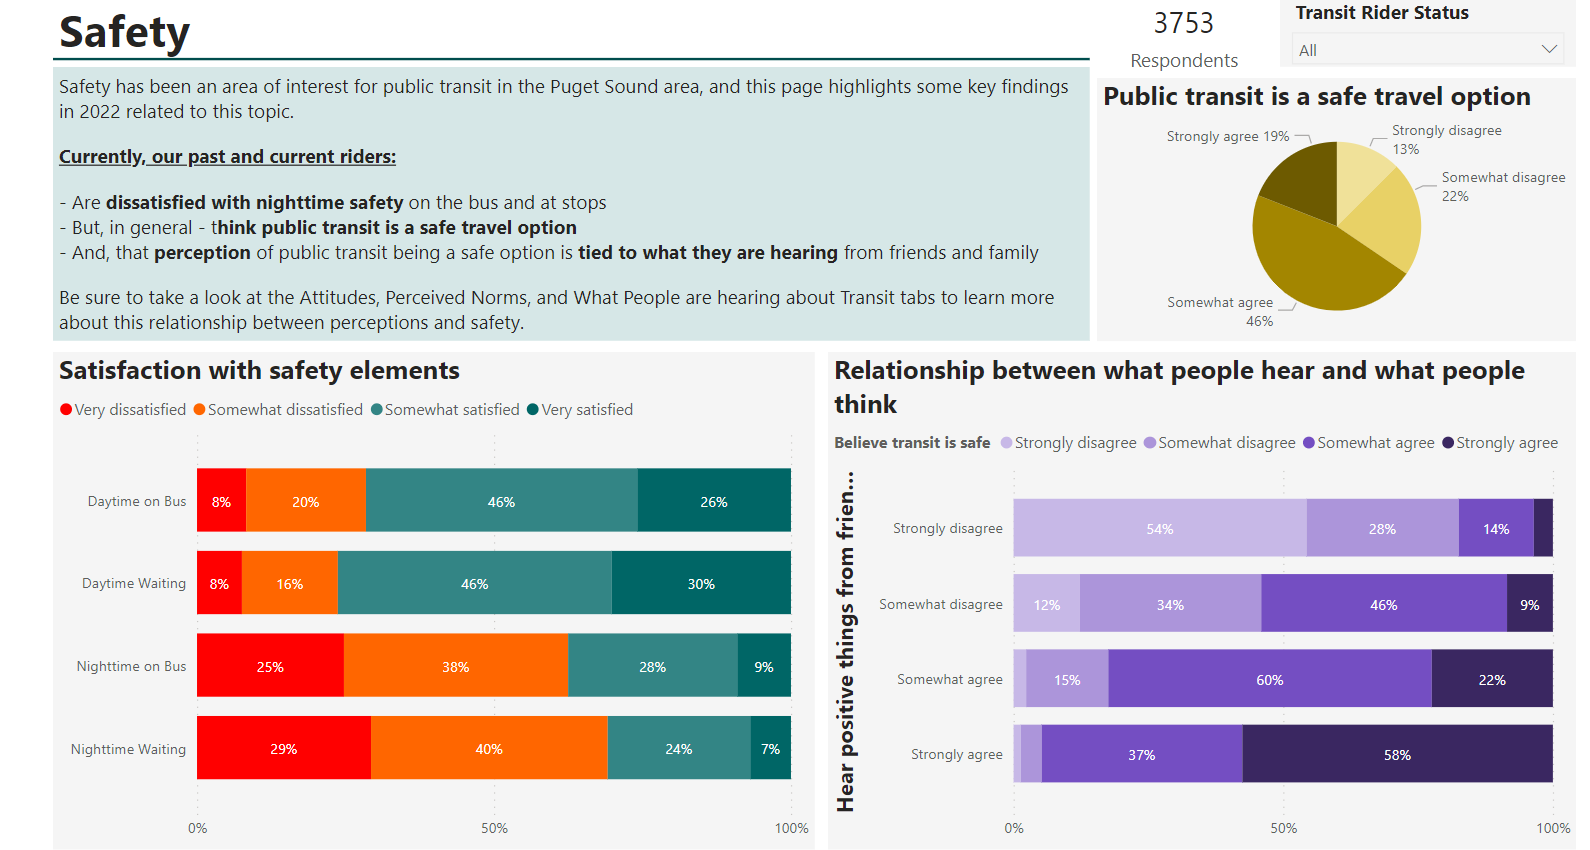 Safety
3753
Respondents
Transit Rider Status
All
Safety has been an area of interest for public transit in the Puget Sound area, and this page highlights some key findings
in 2022 related to this topic.
Currently, our past and current riders:
- Are dissatisfied with nighttime safety on the bus and at stops
- But, in general - think public transit is a safe travel option
- And, that perception of public transit being a safe option is tied to what they are hearing from friends and family
Be sure to take a look at the Attitudes, Perceived Norms, and What People are hearing about Transit tabs to learn more
about this relationship between perceptions and safety.
Public transit is a safe travel option
Strongly agree 19%
Strongly disagree
13%
Somewhat disagree
22%
Somewhat agree
46%
Satisfaction with safety elements
Very dissatisfied Somewhat dissatisfied Somewhat satisfied Very satisfied
Daytime on Bus 8% 20% 46% 26%
Daytime Waiting 8% 16% 46% 30%
Nighttime on Bus 25% 38% 28% 9%
Nighttime Waiting 29% 40% 24% 7%
0% 50% 100%
Relationship between what people hear and what people
think
Believe transit is safe Strongly disagree Somewhat disagree Somewhat agree Strongly agree
Hear positive things from frien...
Strongly disagree 54% 28% 14%
Somewhat disagree 12% 34% 46% 9%
Somewhat agree 15% 60% 22%
Strongly agree 37% 58%
0% 50% 100%